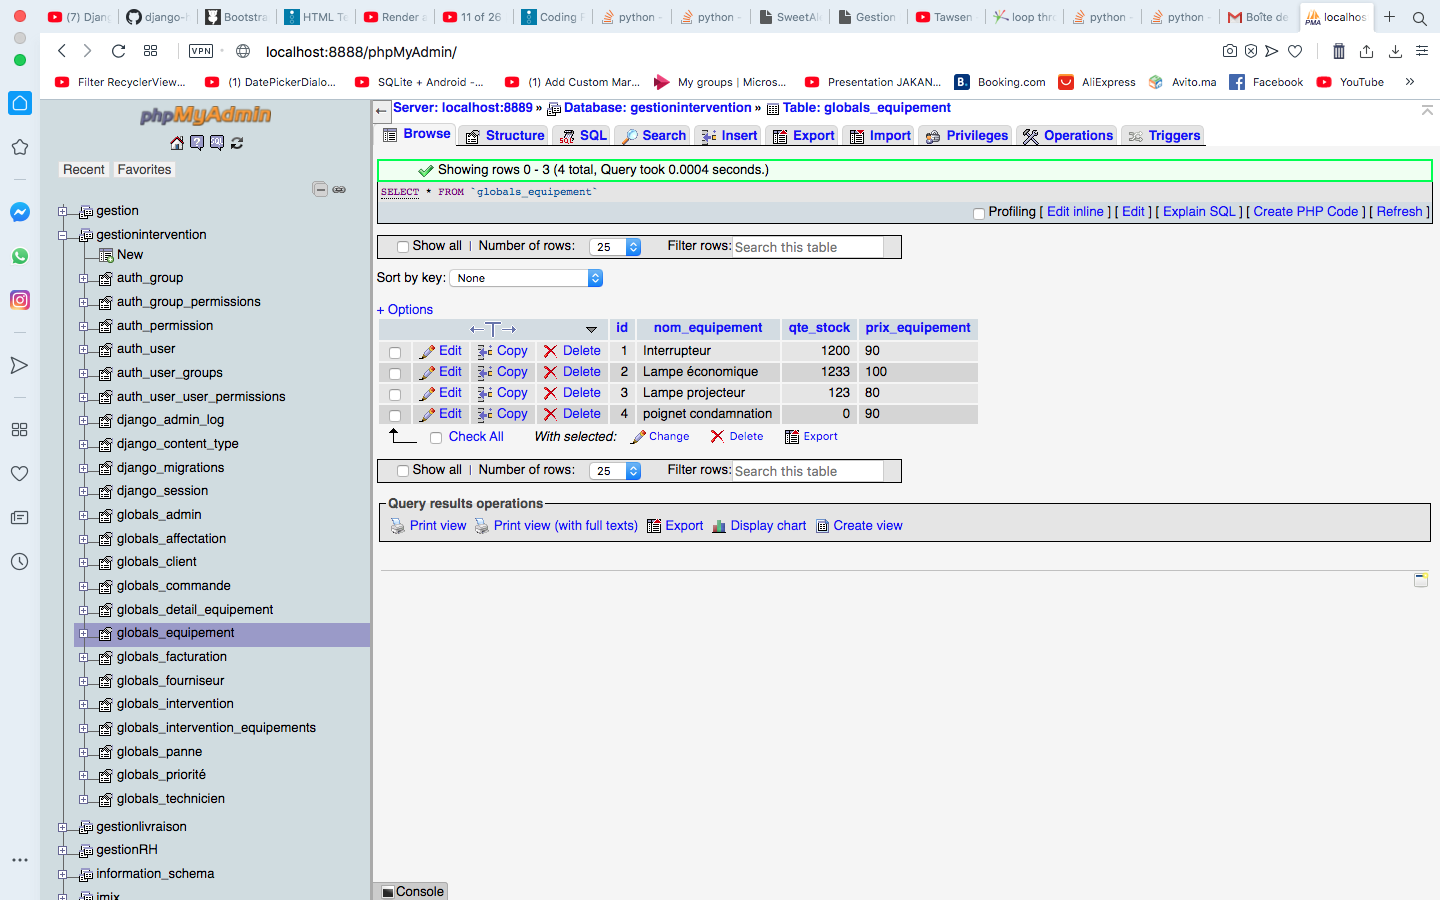 (7) Djang
django-h
Bootstra
HTML Te
Render a
11 of 26
Coding F
python -
python -
SweetAl
Gestion
Tawsen
loop thro
python -
python -
Boîte de
localhos
VPN
localhost:8888/phpMyAdmin/
Filter RecyclerView...
(1) DatePickerDialo...
SQLite + Android -...
(1) Add Custom Mar...
My groups | Micros...
Presentation JAKAN...
Booking.com
AliExpress
Avito.ma
Facebook
YouTube
phpMyAdmin
Recent
Favorites
gestion
gestionintervention
New
auth_group
auth_group_permissions
auth_permission
auth_user
auth_user_groups
auth_user_user_permissions
django_admin_log
django_content_type
django_migrations
django_session
globals_admin
globals_affectation
globals_client
globals_commande
globals_detail_equipement
globals_equipement
globals_facturation
globals_fourniseur
globals_intervention
globals_intervention_equipements
globals_panne
globals_priorité
globals_technicien
gestionlivraison
gestionRH
information_schema
imix
Server: localhost:8889 » Database: gestionintervention » Table: globals_equipement
Browse Structure SQL Search Insert Export Import Privileges Operations Triggers
Showing rows 0 - 3 (4 total, Query took 0.0004 seconds.)
SELECT * FROM `globals_equipement`
Profiling [ Edit inline ] [ Edit ] [ Explain SQL ] [ Create PHP Code ] [ Refresh ]
Show all | Number of rows: 25 Filter rows: Search this table
Sort by key: None
+ Options
id nom_equipement qte_stock prix_equipement
Edit Copy Delete 1 Interrupteur 1200 90
Edit Copy Delete 2 Lampe économique 1233 100
Edit Copy Delete 3 Lampe projecteur 123 80
Edit Copy Delete 4 poignet condamnation 0 90
Check All With selected: Change Delete Export
Show all | Number of rows: 25 Filter rows: Search this table
Query results operations
Print view Print view (with full texts) Export Display chart Create view
Console